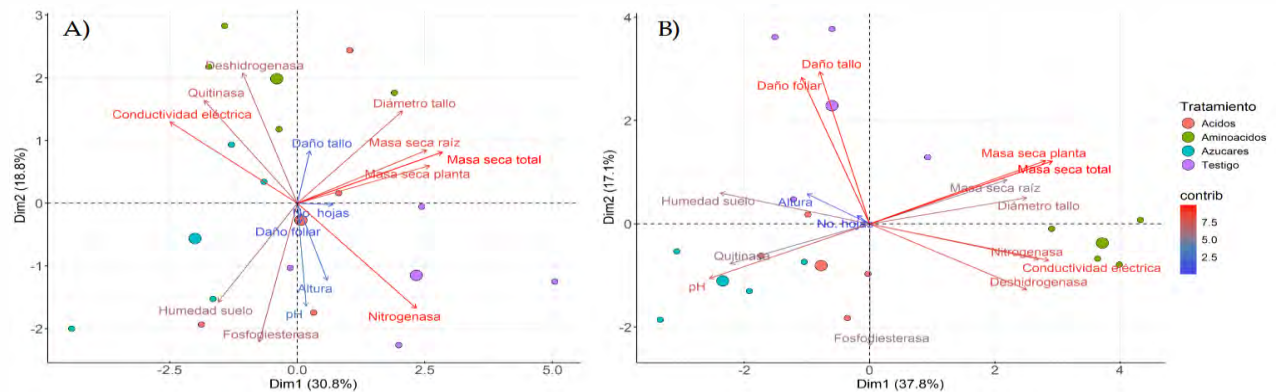 A)
3
2
1
0
-1
-2
Dim2 (18.8%)
Deshidrogenasa
Quitinasa
Conductividad eléctrica
Diámetro tallo
Daño tallo
Masa seca raíz
Masa seca total
Masa seca planta
No. hojas
Daño foliar
Altura
Humedad suelo
pH
Nitrogenasa
Fosfodiesterasa
-2.5
0.0
2.5
5.0
Dim1 (30.8%)
B)
4
2
0
-2
Dim2 (17.1%)
Daño tallo
Daño foliar
Masa seca planta
Masa seca total
Masa seca raíz
Humedad suelo
Altura
Diámetro tallo
No. hojas
Quitinasa
Nitrogenasa
Conductividad eléctrica
pH
Deshidrogenasa
Fosfodiesterasa
-2
0
2
4
Dim1 (37.8%)
Tratamiento
Acidos
Aminoacidos
Azucares
Testigo
contrib
7.5
5.0
2.5